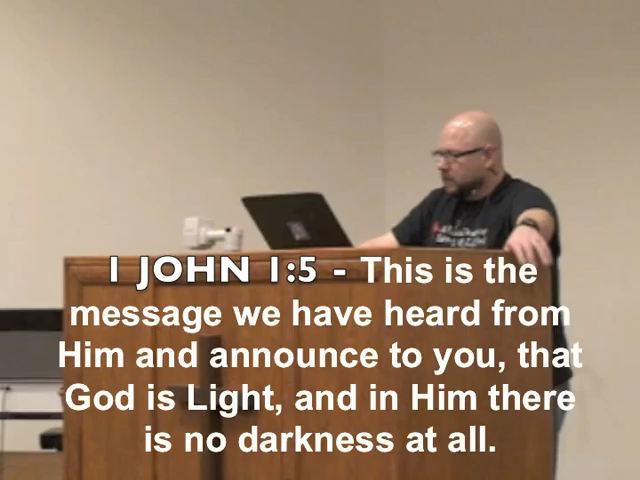 1 JOHN 1:5 - This is the
message we have heard from
Him and announce to you, that
God is Light, and in Him there
is no darkness at all.